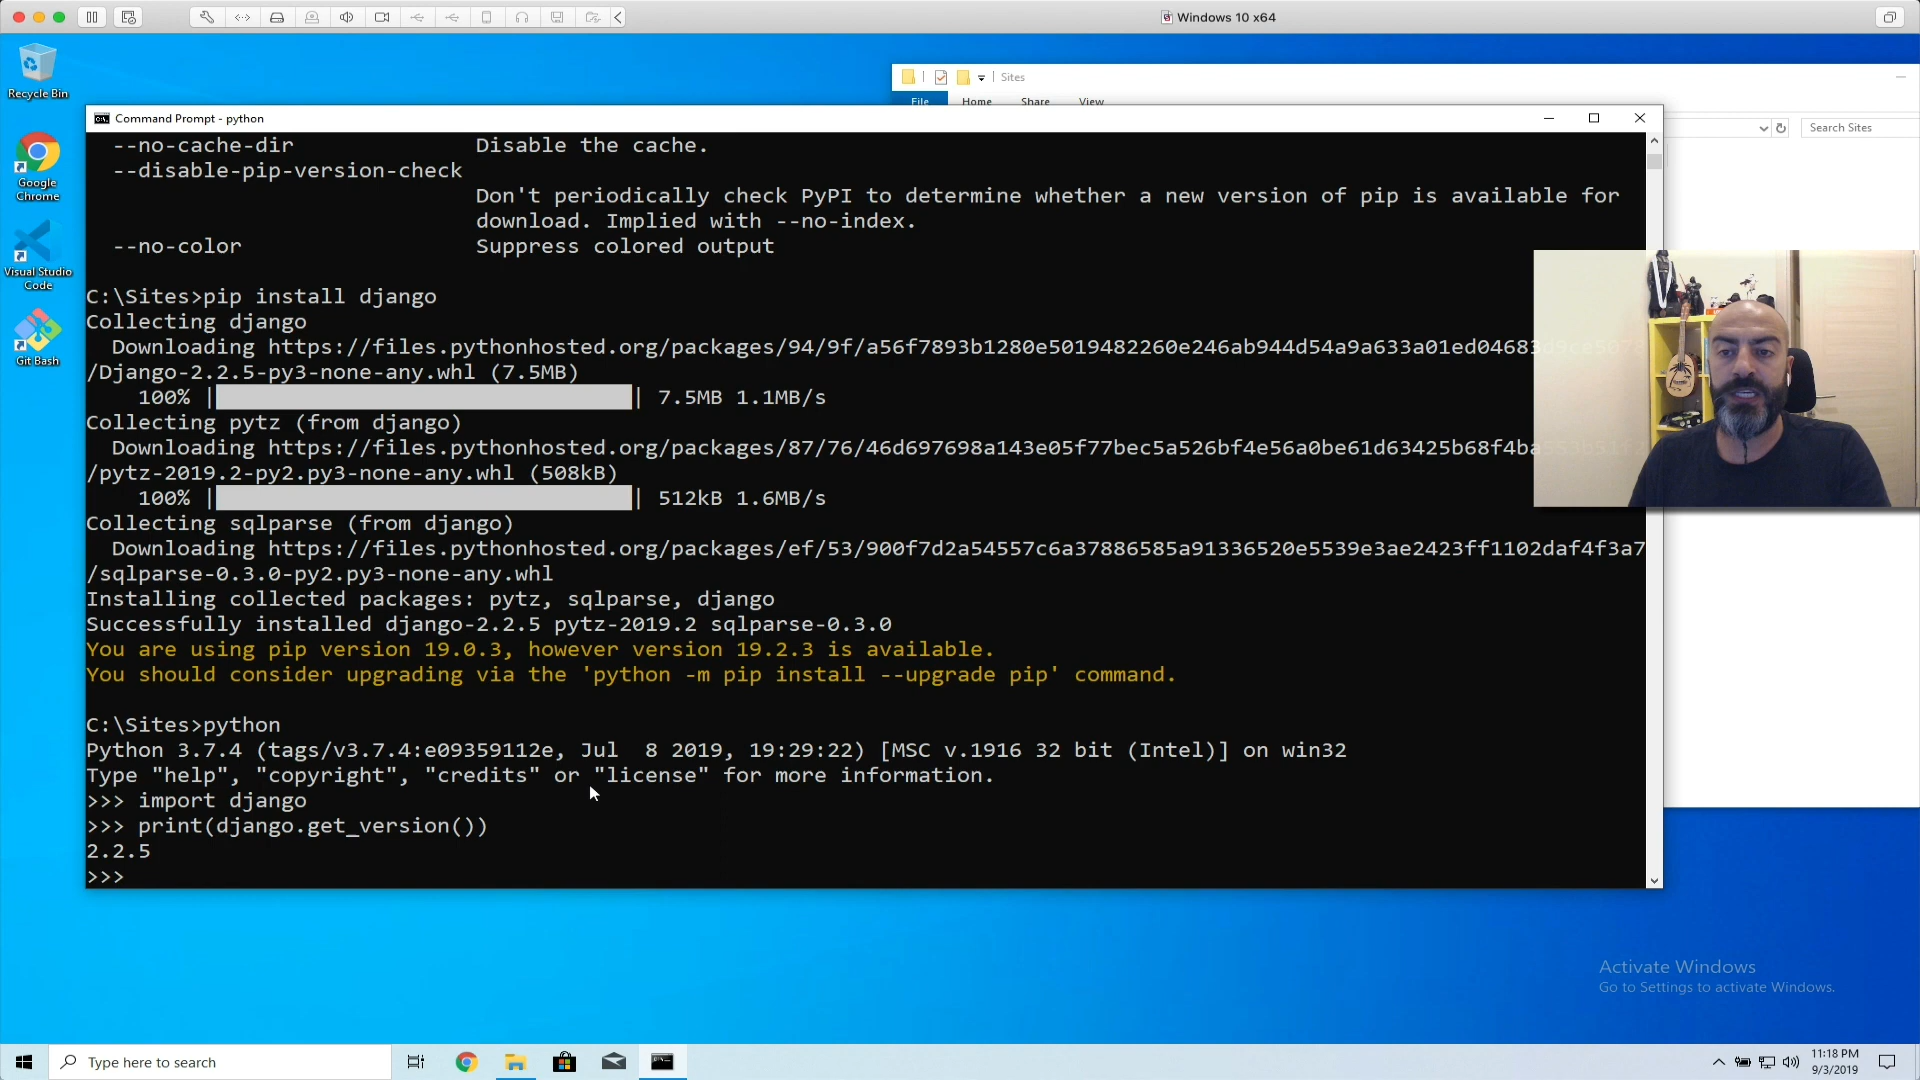 Windows 10 x64
Recycle Bin
Google
Chrome
Visual Studio
Code
Git Bash
Sites
File Home Share View
Search Sites
Command Prompt - python
--no-cache-dir Disable the cache.
--disable-pip-version-check
Don't periodically check PyPI to determine whether a new version of pip is available for
download. Implied with --no-index.
--no-color Suppress colored output
C:\Sites>pip install django
Collecting django
Downloading https://files.pythonhosted.org/packages/94/9f/a56f7893b1280e5019482260e246ab944d54a9a633a01ed04683
/Django-2.2.5-py3-none-any.whl (7.5MB)
100% | | 7.5MB 1.1MB/s
Collecting pytz (from django)
Downloading https://files.pythonhosted.org/packages/87/76/46d697698a143e05f77bec5a526bf4e56a0be61d63425b68f4ba
/pytz-2019.2-py2.py3-none-any.whl (508kB)
100% | | 512kB 1.6MB/s
Collecting sqlparse (from django)
Downloading https://files.pythonhosted.org/packages/ef/53/900f7d2a54557c6a37886585a91336520e5539e3ae2423ff1102daf4f3a7
/sqlparse-0.3.0-py2.py3-none-any.whl
Installing collected packages: pytz, sqlparse, django
Successfully installed django-2.2.5 pytz-2019.2 sqlparse-0.3.0
You are using pip version 19.0.3, however version 19.2.3 is available.
You should consider upgrading via the 'python -m pip install --upgrade pip' command.
C:\Sites>python
Python 3.7.4 (tags/v3.7.4:e09359112e, Jul  8 2019, 19:29:22) [MSC v.1916 32 bit (Intel)] on win32
Type "help", "copyright", "credits" or "license" for more information.
>>> import django
>>> print(django.get_version())
2.2.5
>>>
Activate Windows
Go to Settings to activate Windows.
Type here to search
11:18 PM
9/3/2019